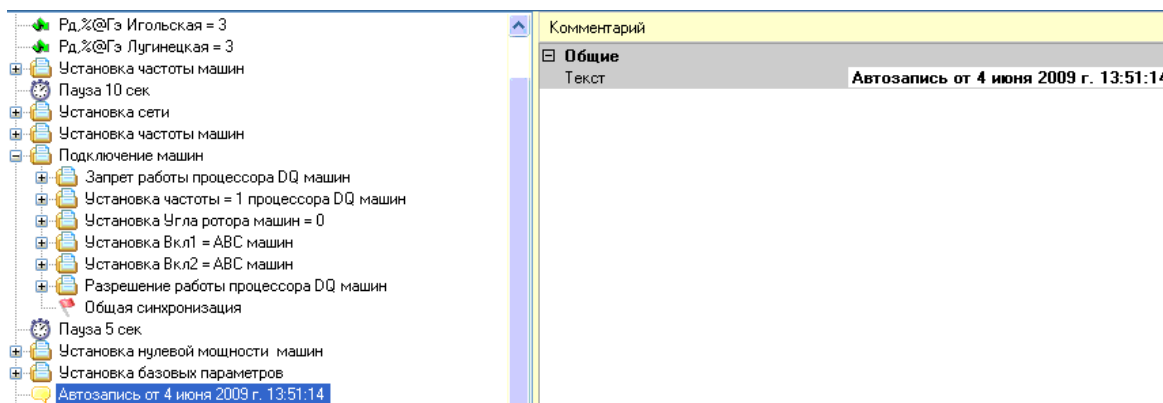 Рд,%@Гэ Игольская = 3
Рд,%@Гэ Лугинецкая = 3
Установка частоты машин
Пауза 10 сек
Установка сети
Установка частоты машин
Подключение машин
Запрет работы процессора DQ машин
Установка частоты = 1 процессора DQ машин
Установка Угла ротора машин = 0
Установка Вкл1 = ABC машин
Установка Вкл2 = ABC машин
Разрешение работы процессора DQ машин
Общая синхронизация
Пауза 5 сек
Установка нулевой мощности  машин
Установка базовых параметров
Автозапись от 4 июня 2009 г. 13:51:14
Комментарий
Общие
Текст Автозапись от 4 июня 2009 г. 13:51:14